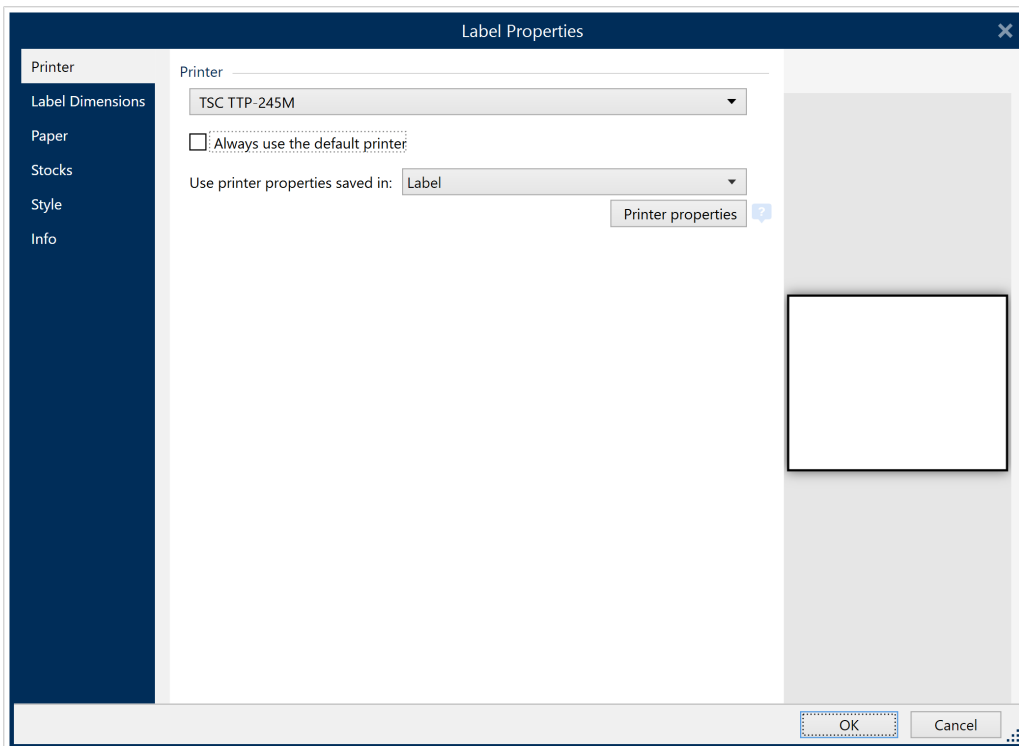 Label Properties
Printer
Label Dimensions
Paper
Stocks
Style
Info
Printer
TSC TTP-245M
Always use the default printer
Use printer properties saved in: Label
Printer properties ?
OK Cancel